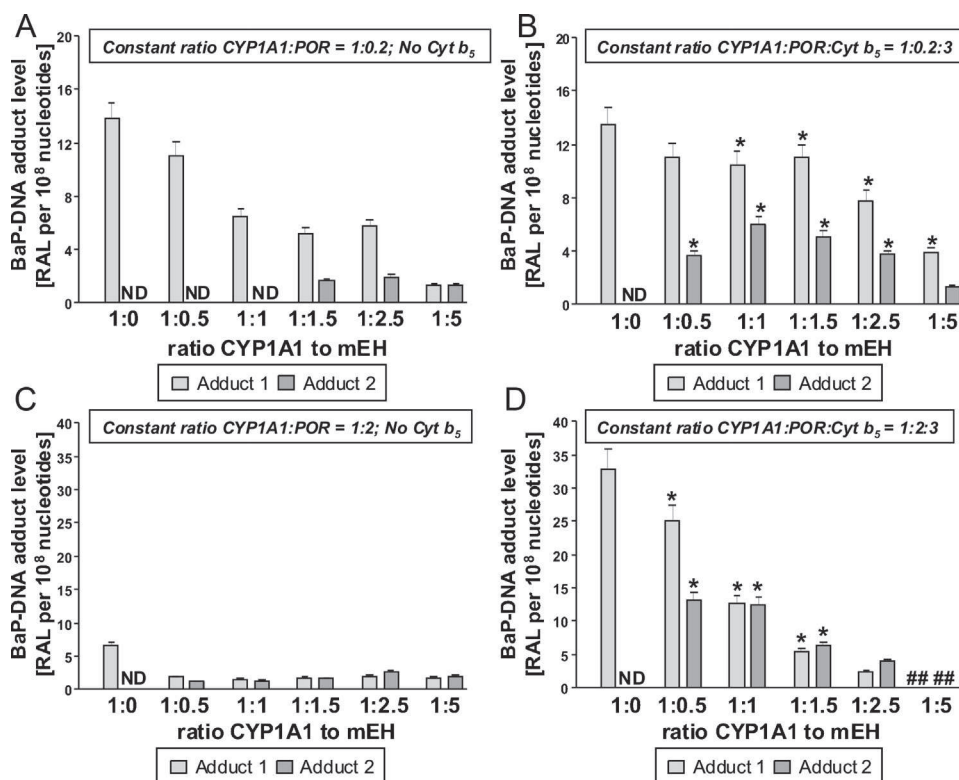 A
Constant ratio CYP1A1:POR = 1:0.2; No Cyt b5
BaP-DNA adduct level
[RAL per 10^8 nucleotides]
20
16
12
8
4
0
ND
ND
ND
1:0 1:0.5 1:1 1:1.5 1:2.5 1:5
ratio CYP1A1 to mEH
Adduct 1 Adduct 2
B
Constant ratio CYP1A1:POR:Cyt b5 = 1:0.2:3
BaP-DNA adduct level
[RAL per 10^8 nucleotides]
20
16
12
8
4
0
ND
*
*
*
*
*
*
*
*
1:0 1:0.5 1:1 1:1.5 1:2.5 1:5
ratio CYP1A1 to mEH
Adduct 1 Adduct 2
C
Constant ratio CYP1A1:POR = 1:2; No Cyt b5
BaP-DNA adduct level
[RAL per 10^8 nucleotides]
40
35
30
25
20
15
10
5
0
ND
1:0 1:0.5 1:1 1:1.5 1:2.5 1:5
ratio CYP1A1 to mEH
Adduct 1 Adduct 2
D
Constant ratio CYP1A1:POR:Cyt b5 = 1:2:3
BaP-DNA adduct level
[RAL per 10^8 nucleotides]
40
35
30
25
20
15
10
5
0
ND
*
*
* *
* *
## ##
1:0 1:0.5 1:1 1:1.5 1:2.5 1:5
ratio CYP1A1 to mEH
Adduct 1 Adduct 2